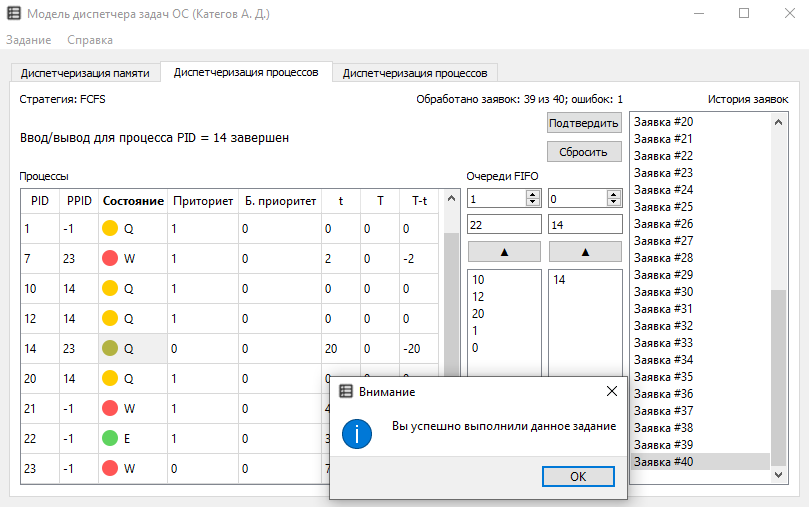 Модель диспетчера задач ОС (Категов А. Д.)
Задание Справка
Диспетчеризация памяти Диспетчеризация процессов Диспетчеризация процессов
Стратегия: FCFS Обработано заявок: 39 из 40; ошибок: 1 История заявок
Ввод/вывод для процесса PID = 14 завершен
Подтвердить
Сбросить
Процессы
PID PPID Состояние Приторитет Б. приоритет t T T-t
1 -1 Q 1 0 0 0 0
7 23 W 1 0 2 0 -2
10 14 Q 1 0 0 0 0
12 14 Q 1 0 0 0 0
14 23 Q 0 0 20 0 -20
20 14 Q 1 0 0 0 0
21 -1 W 1 0 4
22 -1 E 1 0 3
23 -1 W 0 0 7
Очереди FIFO
1 0
22 14
▲ ▲
10 14
12
20
1
0
Заявка #20
Заявка #21
Заявка #22
Заявка #23
Заявка #24
Заявка #25
Заявка #26
Заявка #27
Заявка #28
Заявка #29
Заявка #30
Заявка #31
Заявка #32
Заявка #33
Заявка #34
Заявка #35
Заявка #36
Заявка #37
Заявка #38
Заявка #39
Заявка #40
Внимание
Вы успешно выполнили данное задание
OK